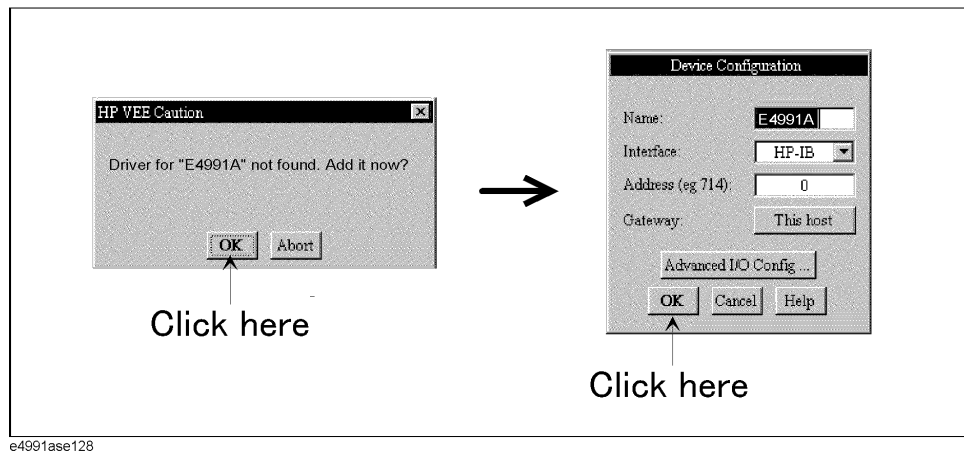 HP VEE Caution
Driver for "E4991A" not found. Add it now?
OK Abort
Click here
Device Configuration
Name: E4991A
Interface: HP-IB
Address (eg 714): 0
Gateway: This host
Advanced I/O Config ...
OK Cancel Help
Click here
e4991ase128